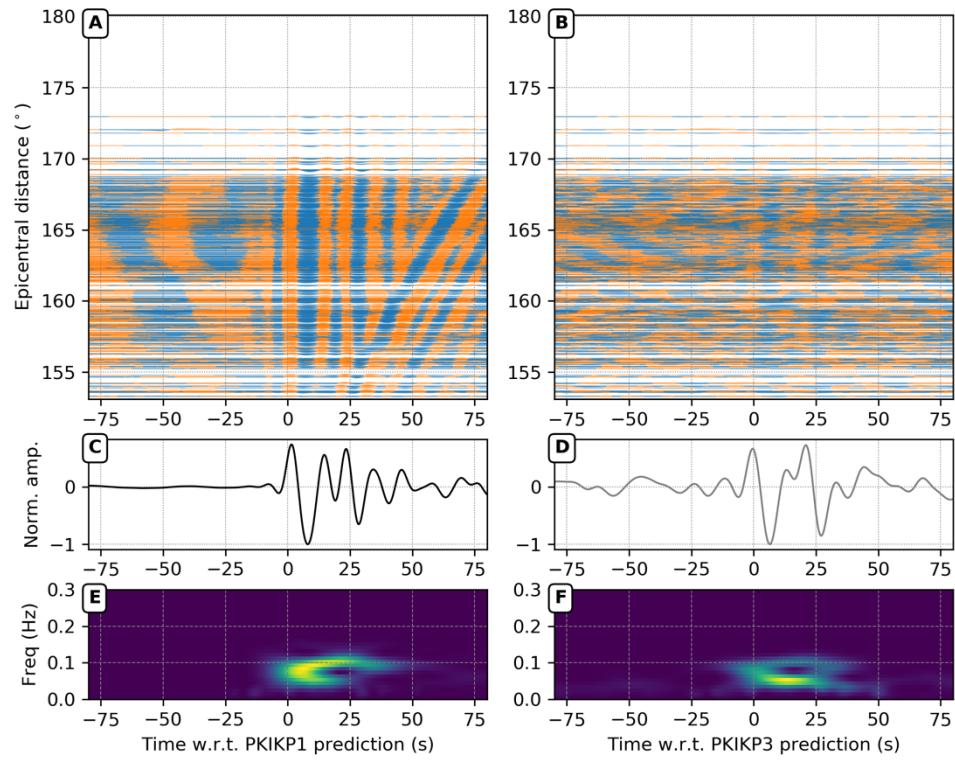 A
B
Epicentral distance (°)
180
175
170
165
160
155
−75 −50 −25 0 25 50 75
180
175
170
165
160
155
−75 −50 −25 0 25 50 75
C
D
Norm. amp.
0
−1
−75 −50 −25 0 25 50 75
0
−1
−75 −50 −25 0 25 50 75
E
F
Freq (Hz)
0.3
0.2
0.1
0.0
−75 −50 −25 0 25 50 75
Time w.r.t. PKIKP1 prediction (s)
0.3
0.2
0.1
0.0
−75 −50 −25 0 25 50 75
Time w.r.t. PKIKP3 prediction (s)